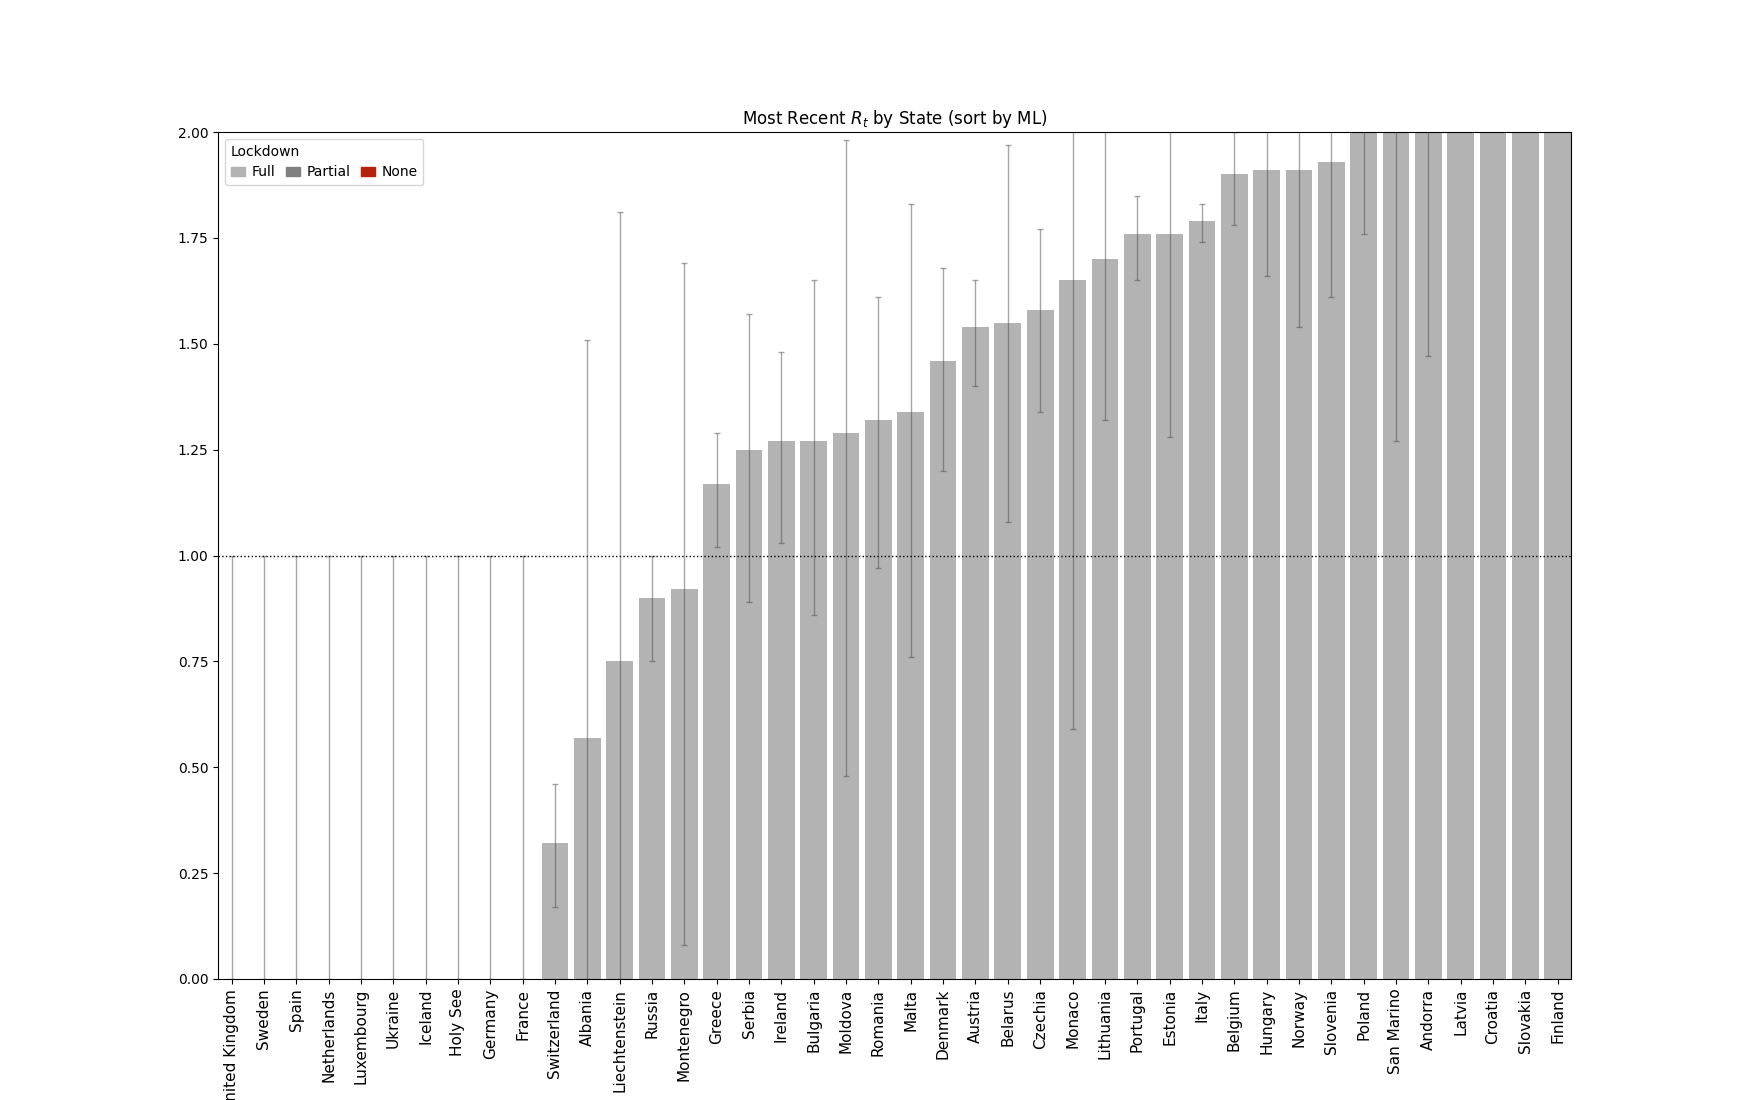 Most Recent R_t by State (sort by ML)
Lockdown
Full Partial None
2.00
1.75
1.50
1.25
1.00
0.75
0.50
0.25
0.00
nited Kingdom
Sweden
Spain
Netherlands
Luxembourg
Ukraine
Iceland
Holy See
Germany
France
Switzerland
Albania
Liechtenstein
Russia
Montenegro
Greece
Serbia
Ireland
Bulgaria
Moldova
Romania
Malta
Denmark
Austria
Belarus
Czechia
Monaco
Lithuania
Portugal
Estonia
Italy
Belgium
Hungary
Norway
Slovenia
Poland
San Marino
Andorra
Latvia
Croatia
Slovakia
Finland